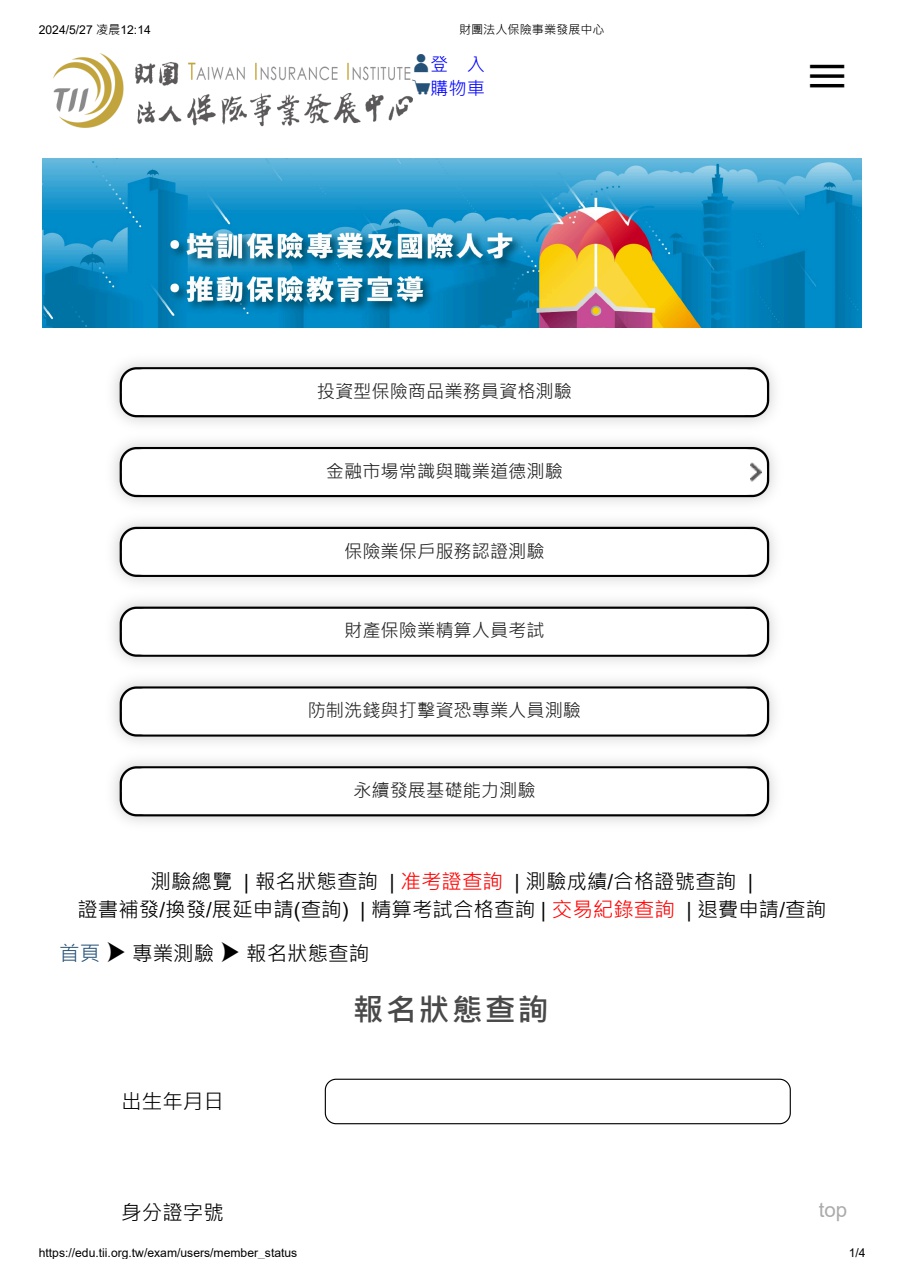 2024/5/27 凌晨12:14 財團法人保險事業發展中心
TII 財團 TAIWAN INSURANCE INSTITUTE
法人保險事業發展中心
登 入
購物車
•培訓保險專業及國際人才
•推動保險教育宣導
投資型保險商品業務員資格測驗
金融市場常識與職業道德測驗
保險業保戶服務認證測驗
財產保險業精算人員考試
防制洗錢與打擊資恐專業人員測驗
永續發展基礎能力測驗
測驗總覽 | 報名狀態查詢 | 准考證查詢 | 測驗成績/合格證號查詢 |
證書補發/換發/展延申請(查詢) | 精算考試合格查詢 | 交易紀錄查詢 | 退費申請/查詢
首頁 ➤ 專業測驗 ➤ 報名狀態查詢
報名狀態查詢
出生年月日
身分證字號
top
https://edu.tii.org.tw/exam/users/member_status 1/4